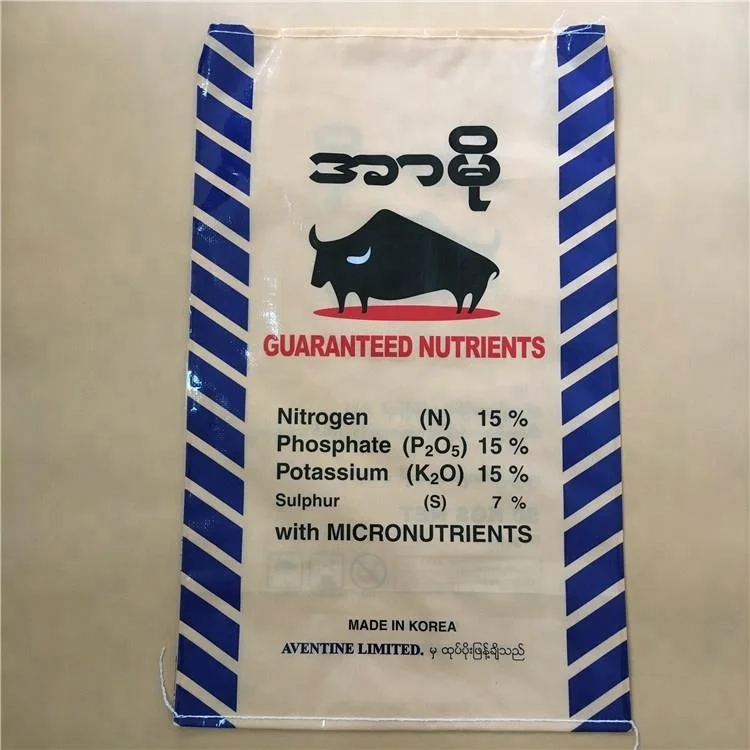 အာမို
GUARANTEED NUTRIENTS
Nitrogen (N) 15 %
Phosphate (P₂O₅) 15 %
Potassium (K₂O) 15 %
Sulphur (S) 7 %
with MICRONUTRIENTS
MADE IN KOREA
AVENTINE LIMITED. မှ ထုပ်ပိုးဖြန့်ချိသည်